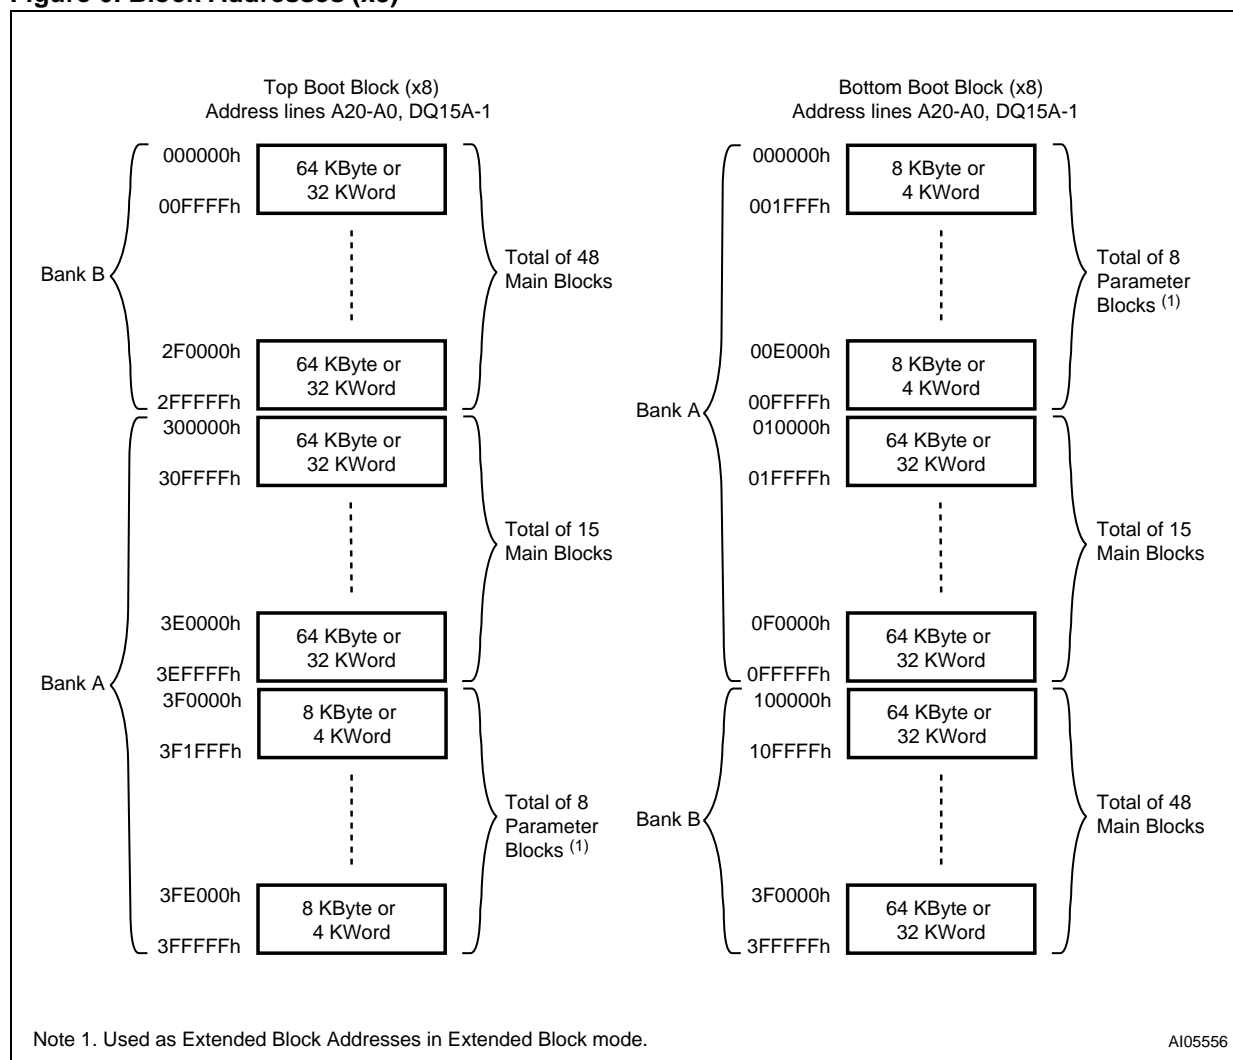 Top Boot Block (x8)
Address lines A20-A0, DQ15A-1
000000h
64 KByte or
32 KWord
00FFFFh
Total of 48
Main Blocks
Bank B
2F0000h
64 KByte or
32 KWord
2FFFFFh
300000h
64 KByte or
32 KWord
30FFFFh
Total of 15
Main Blocks
3E0000h
64 KByte or
32 KWord
3EFFFFh
Bank A
3F0000h
8 KByte or
4 KWord
3F1FFFh
Total of 8
Parameter
Blocks (1)
3FE000h
8 KByte or
4 KWord
3FFFFFh
Bottom Boot Block (x8)
Address lines A20-A0, DQ15A-1
000000h
8 KByte or
4 KWord
001FFFh
Total of 8
Parameter
Blocks (1)
00E000h
8 KByte or
4 KWord
00FFFFh
Bank A
010000h
64 KByte or
32 KWord
01FFFFh
Total of 15
Main Blocks
0F0000h
64 KByte or
32 KWord
0FFFFFh
100000h
64 KByte or
32 KWord
10FFFFh
Bank B
Total of 48
Main Blocks
3F0000h
64 KByte or
32 KWord
3FFFFFh
Note 1. Used as Extended Block Addresses in Extended Block mode.
AI05556